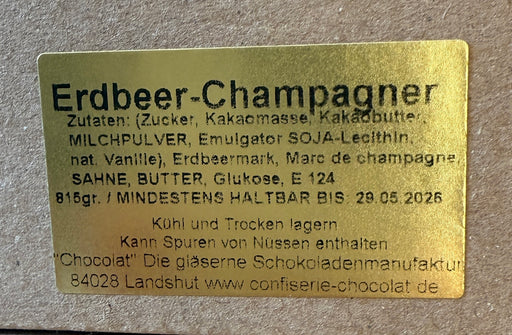 Erdbeer-Champagner
Zutaten: (Zucker, Kakaomasse, Kakaobutter,
MILCHPULVER, Emulgator SOJA-Lecithin,
nat. Vanille), Erdbeermark, Marc de champagne,
SAHNE, BUTTER, Glukose, E 124
815gr. / MINDESTENS HALTBAR BIS: 29.05.2026
Kühl und Trocken lagern
Kann Spuren von Nüssen enthalten
"Chocolat" Die gläserne Schokoladenmanufaktur
84028 Landshut www.confiserie-chocolat.de